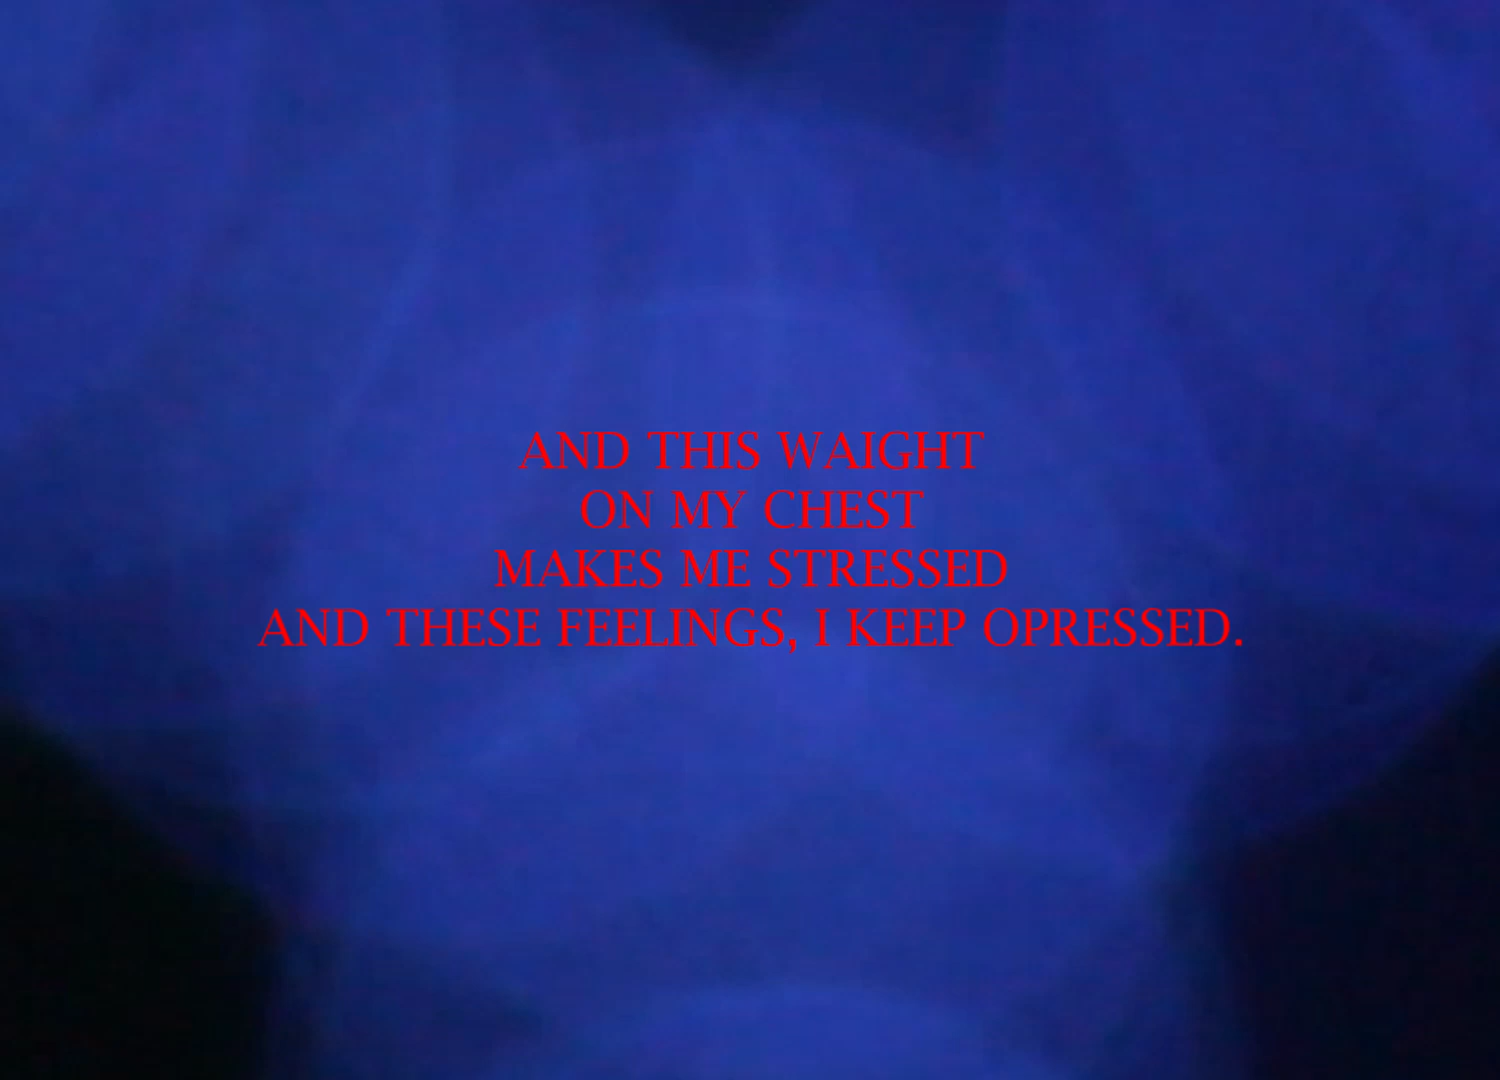 AND THIS WAIGHT
ON MY CHEST
MAKES ME STRESSED
AND THESE FEELINGS, I KEEP OPRESSED.